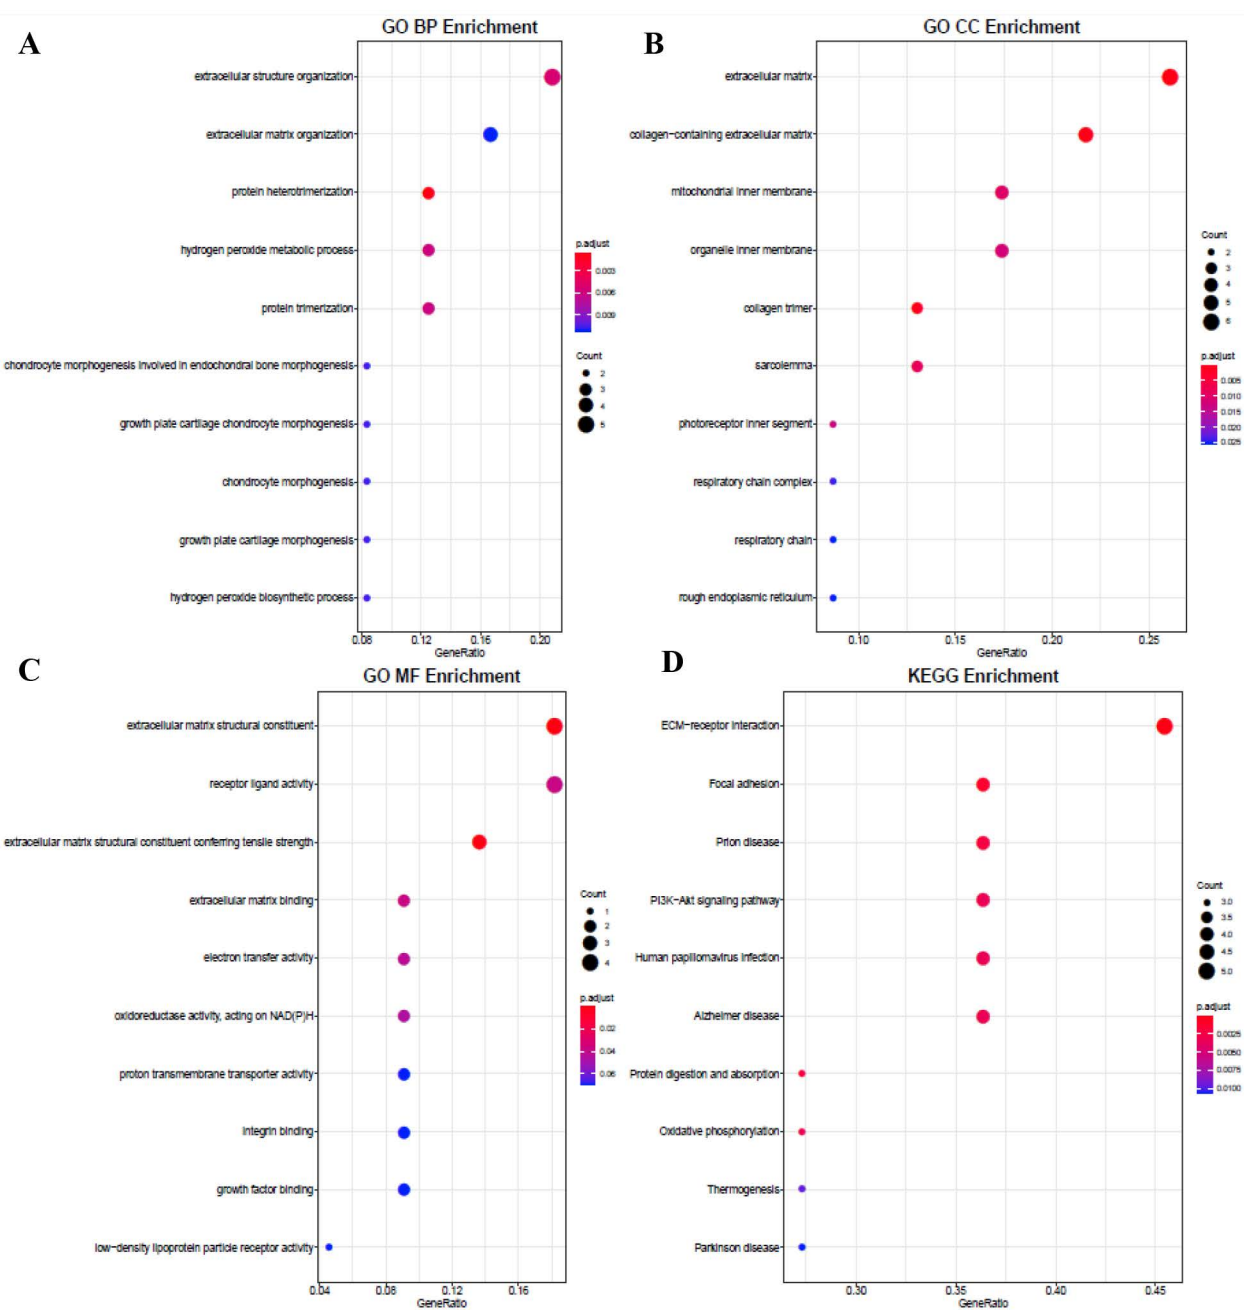 A
GO BP Enrichment
extracellular structure organization
extracellular matrix organization
protein heterotrimerization
hydrogen peroxide metabolic process
protein trimerization
chondrocyte morphogenesis involved in endochondral bone morphogenesis
growth plate cartilage chondrocyte morphogenesis
chondrocyte morphogenesis
growth plate cartilage morphogenesis
hydrogen peroxide biosynthetic process
0.08 0.12 0.16 0.20
GeneRatio
p.adjust
0.003
0.006
0.009
Count
2
3
4
5
B
GO CC Enrichment
extracellular matrix
collagen-containing extracellular matrix
mitochondrial inner membrane
organelle inner membrane
collagen trimer
sarcolemma
photoreceptor inner segment
respiratory chain complex
respiratory chain
rough endoplasmic reticulum
0.10 0.15 0.20 0.25
GeneRatio
Count
2
3
4
5
6
p.adjust
0.005
0.010
0.015
0.020
0.025
C
GO MF Enrichment
extracellular matrix structural constituent
receptor ligand activity
extracellular matrix structural constituent conferring tensile strength
extracellular matrix binding
electron transfer activity
oxidoreductase activity, acting on NAD(P)H
proton transmembrane transporter activity
integrin binding
growth factor binding
low-density lipoprotein particle receptor activity
0.04 0.08 0.12 0.16
GeneRatio
Count
1
2
3
4
p.adjust
0.02
0.04
0.06
D
KEGG Enrichment
ECM-receptor interaction
Focal adhesion
Prion disease
PI3K-Akt signaling pathway
Human papillomavirus infection
Alzheimer disease
Protein digestion and absorption
Oxidative phosphorylation
Thermogenesis
Parkinson disease
0.30 0.35 0.40 0.45
GeneRatio
Count
3.0
3.5
4.0
4.5
5.0
p.adjust
0.0025
0.0050
0.0075
0.0100